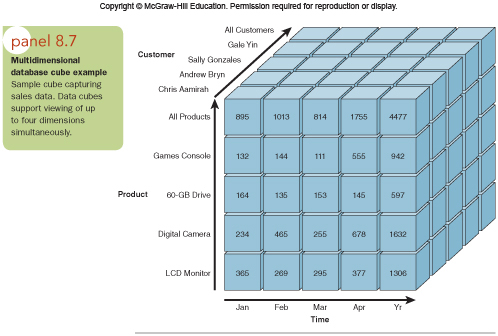 Copyright © McGraw-Hill Education. Permission required for reproduction or display.
panel 8.7
Multidimensional
database cube example
Sample cube capturing
sales data. Data cubes
support viewing of up
to four dimensions
simultaneously.
Customer
All Customers
Gale Yin
Sally Gonzales
Andrew Bryn
Chris Aamirah
Product
All Products 895 1013 814 1755 4477
Games Console 132 144 111 555 942
60-GB Drive 164 135 153 145 597
Digital Camera 234 465 255 678 1632
LCD Monitor 365 269 295 377 1306
Jan Feb Mar Apr Yr
Time